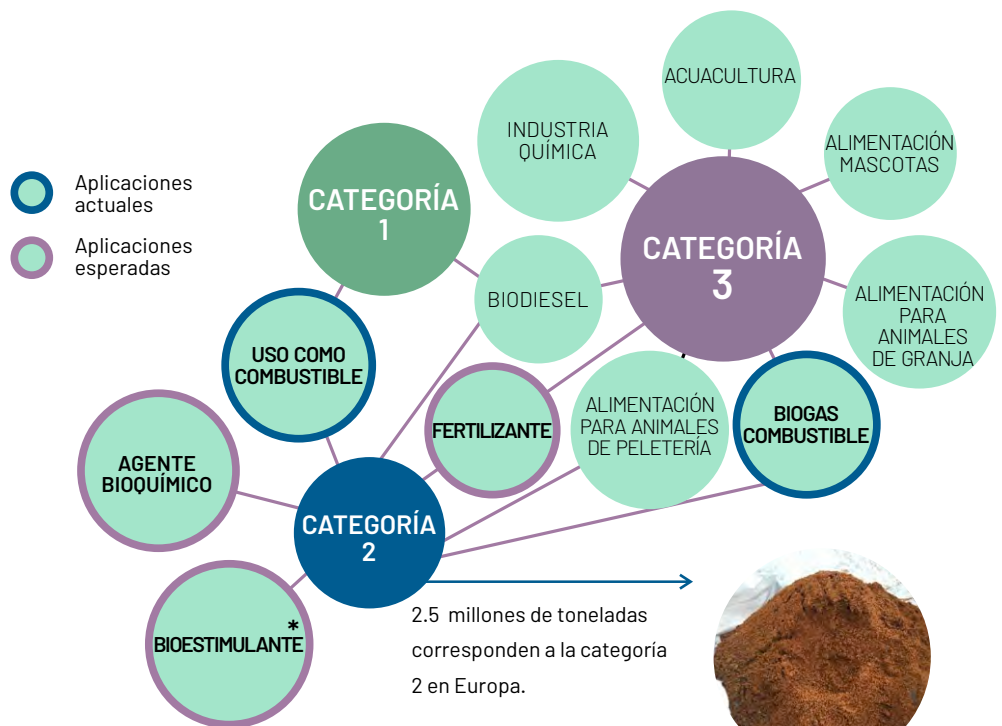 Aplicaciones
actuales
Aplicaciones
esperadas
CATEGORÍA
1
INDUSTRIA
QUÍMICA
ACUACULTURA
ALIMENTACIÓN
MASCOTAS
CATEGORÍA
3
BIODIESEL
ALIMENTACIÓN
PARA
ANIMALES
DE GRANJA
USO COMO
COMBUSTIBLE
FERTILIZANTE
ALIMENTACIÓN
PARA ANIMALES
DE PELETERÍA
BIOGAS
COMBUSTIBLE
AGENTE
BIOQUÍMICO
CATEGORÍA
2
BIOESTIMULANTE*
2.5 millones de toneladas
corresponden a la categoría
2 en Europa.